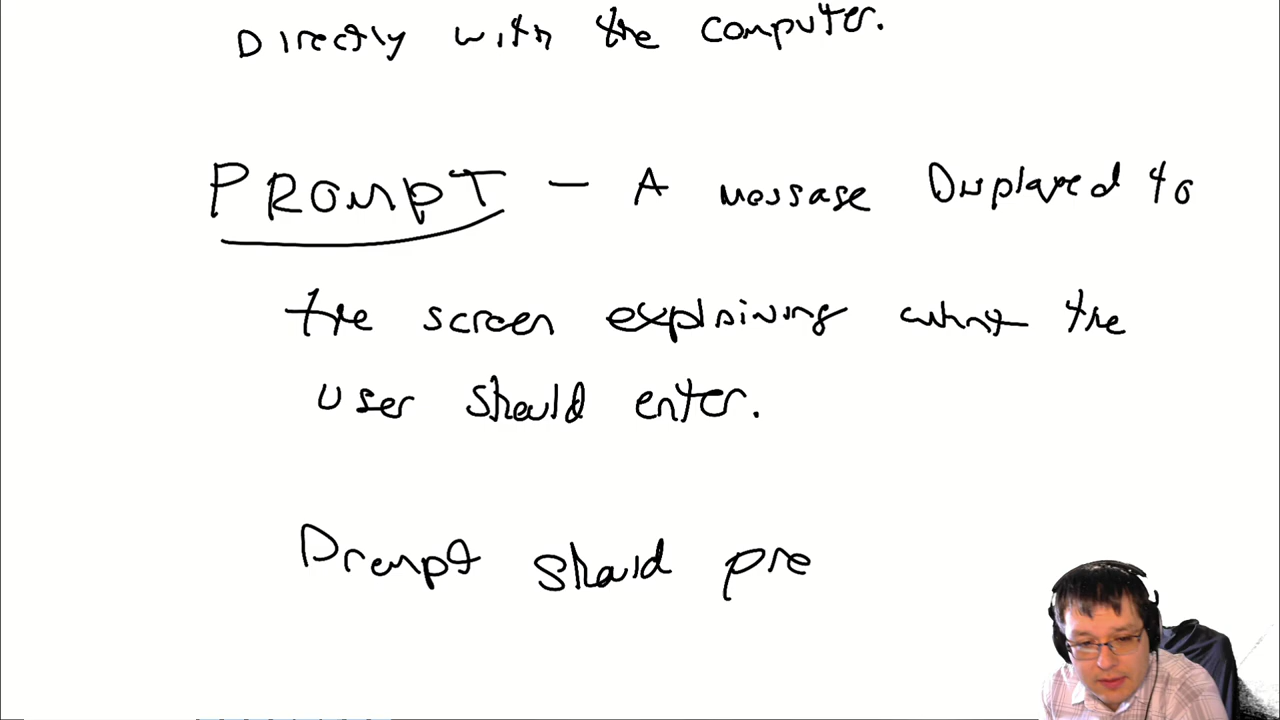 Directly with the computer.
PROMPT - A message Displayed to
the screen explaining what the
user should enter.
Prompt should pre